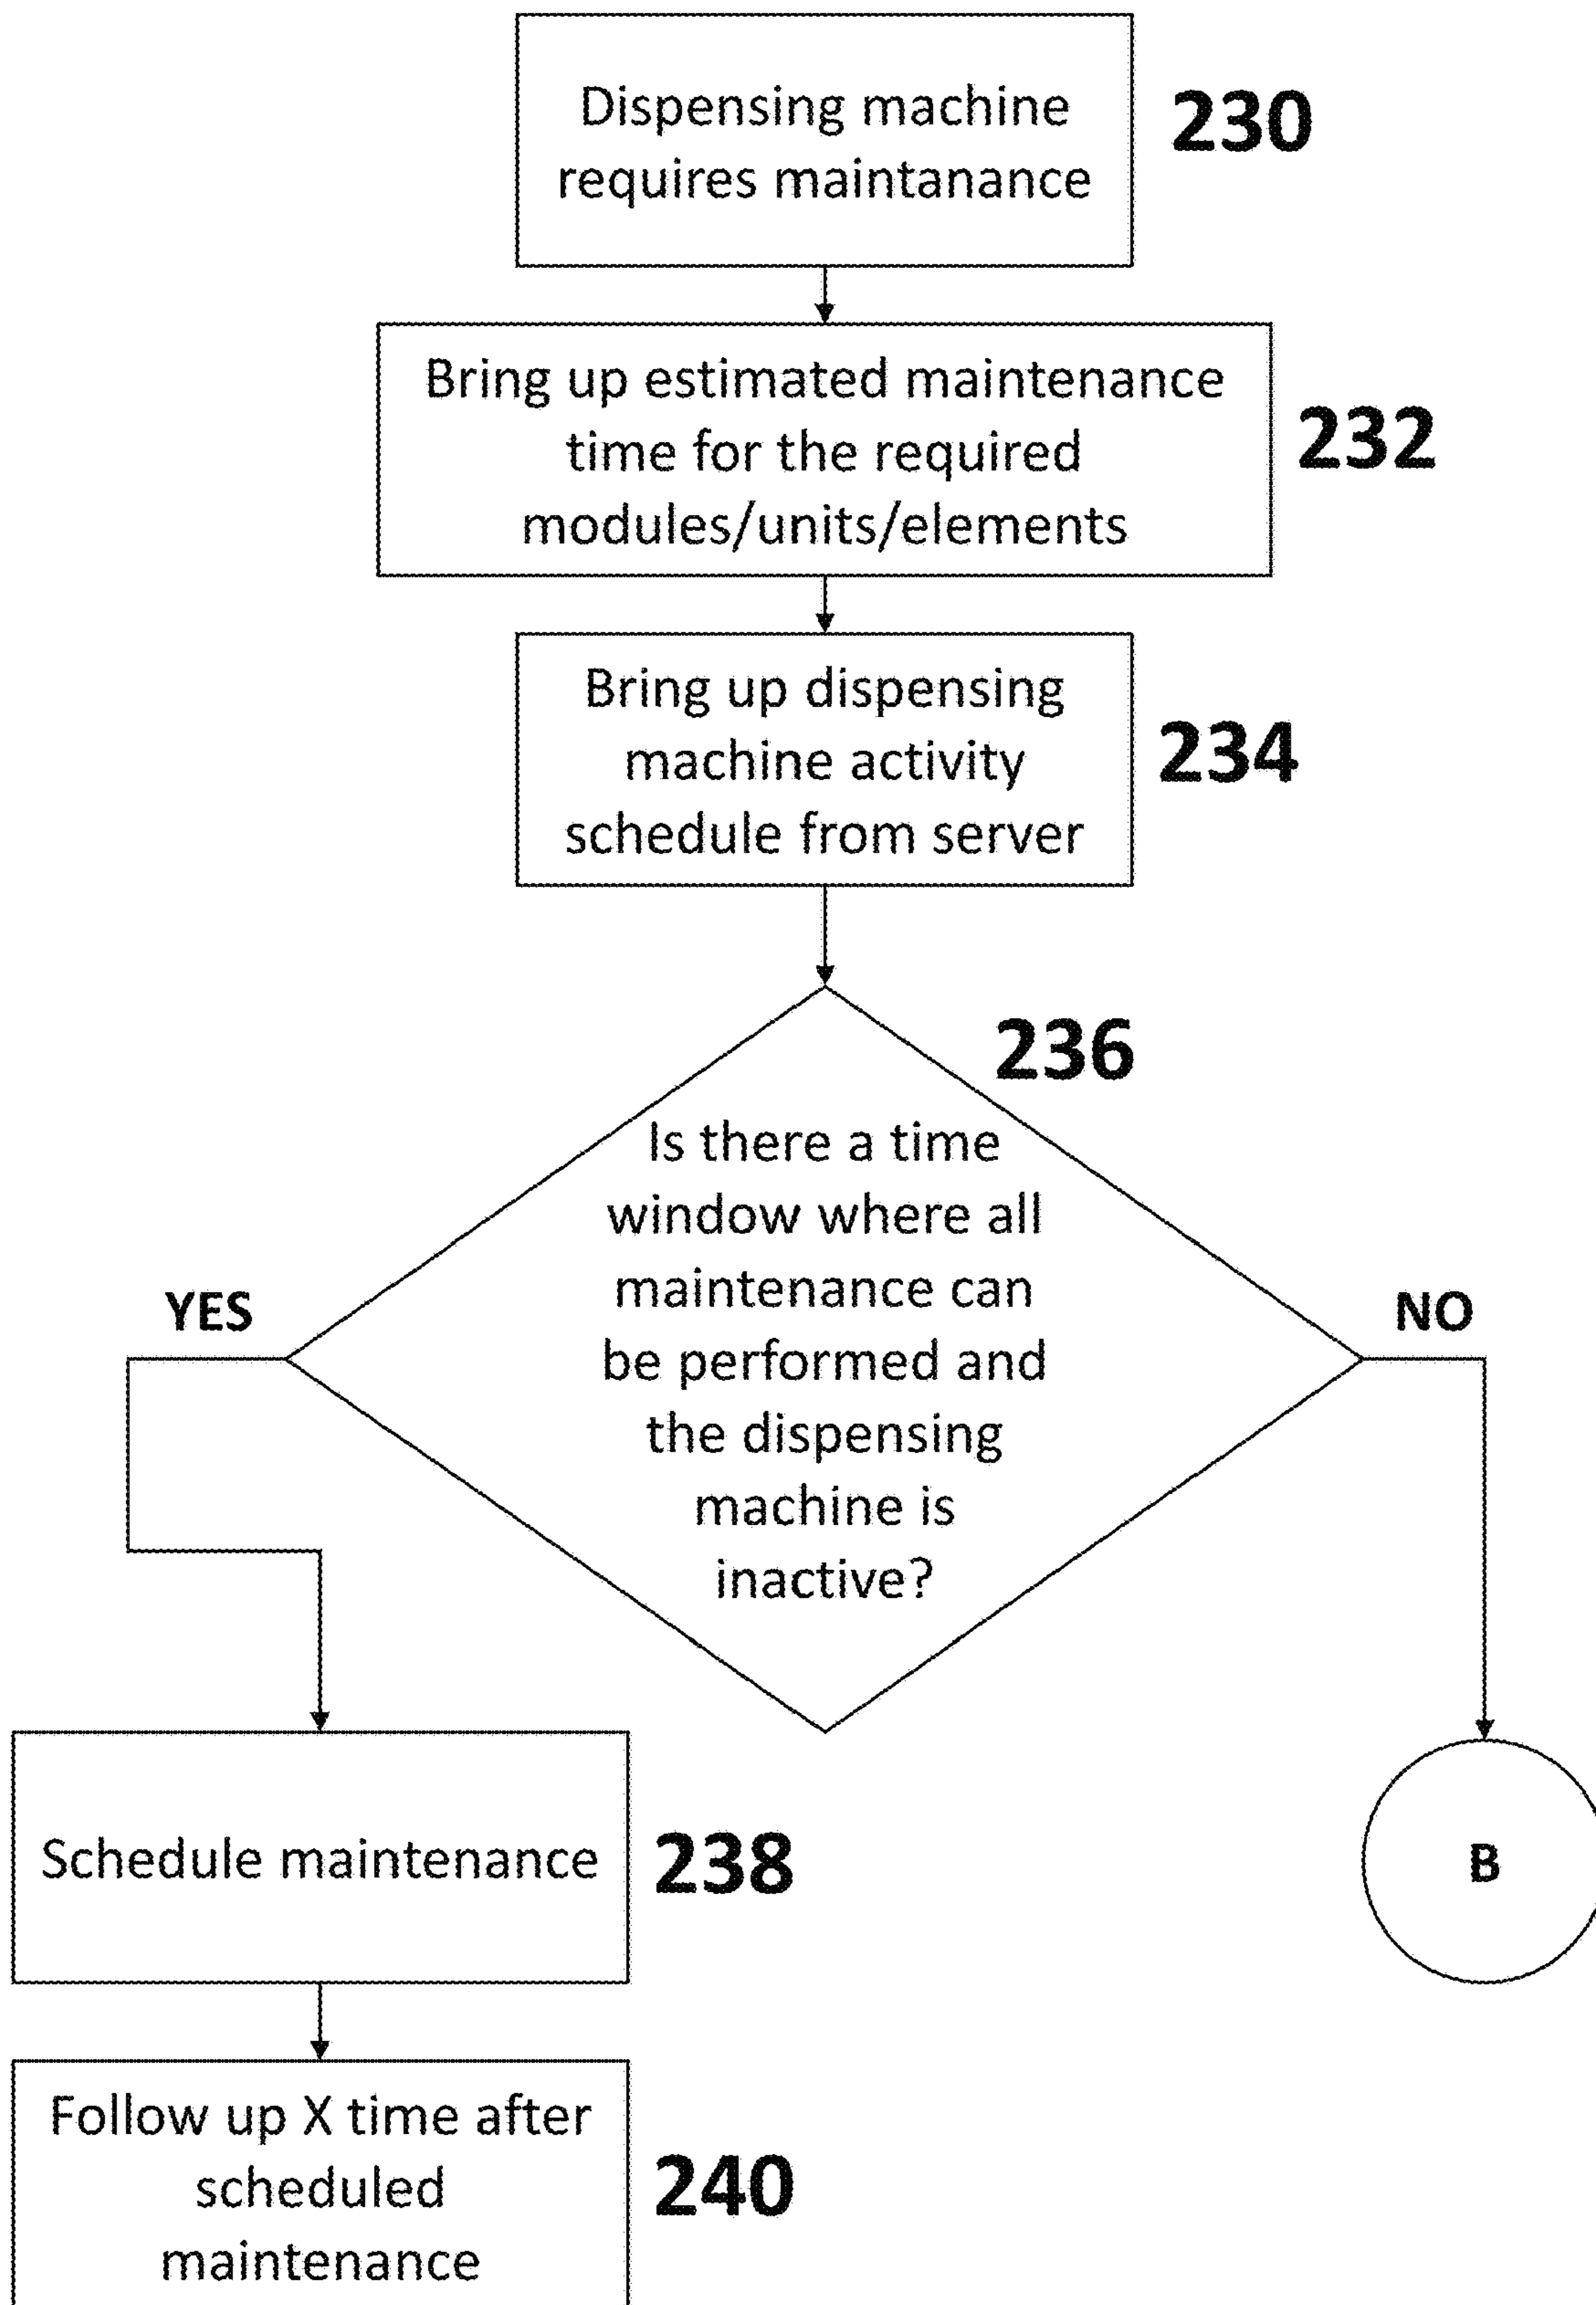 Dispensing machine
requires maintanance
230
Bring up estimated maintenance
time for the required
modules/units/elements
232
Bring up dispensing
machine activity
schedule from server
234
236
Is there a time
window where all
maintenance can
be performed and
the dispensing
machine is
inactive?
YES
NO
Schedule maintenance
238
B
Follow up X time after
scheduled
maintenance
240